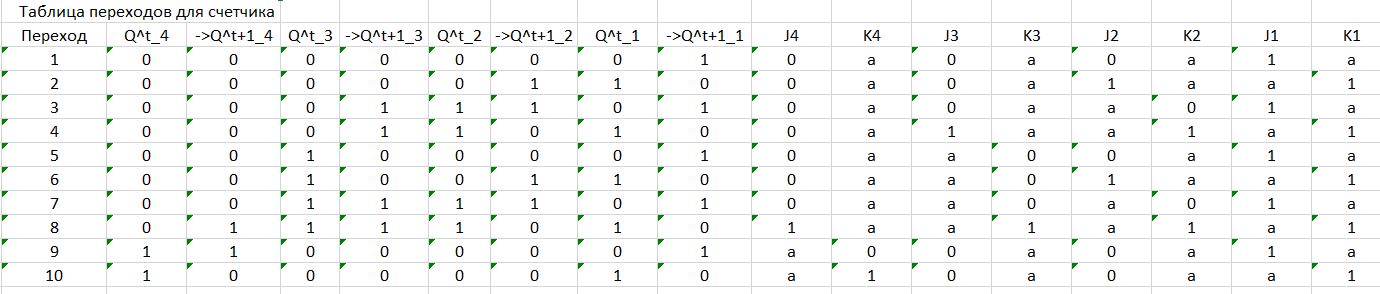 Таблица переходов для счетчика
Переход Q^t_4 ->Q^t+1_4 Q^t_3 ->Q^t+1_3 Q^t_2 ->Q^t+1_2 Q^t_1 ->Q^t+1_1 J4 K4 J3 K3 J2 K2 J1 K1
1 0 0 0 0 0 0 0 1 0 a 0 a 0 a 1 a
2 0 0 0 0 0 1 1 0 0 a 0 a 1 a a 1
3 0 0 0 1 1 1 0 1 0 a 0 a a 0 1 a
4 0 0 0 1 1 0 1 0 0 a 1 a a 1 a 1
5 0 0 1 0 0 0 0 1 0 a a 0 0 a 1 a
6 0 0 1 0 0 1 1 0 0 a a 0 1 a a 1
7 0 0 1 1 1 1 0 1 0 a a 0 a 0 1 a
8 0 1 1 1 1 0 1 0 1 a a 1 a 1 a 1
9 1 1 0 0 0 0 0 1 a 0 0 a 0 a 1 a
10 1 0 0 0 0 0 1 0 a 1 0 a 0 a a 1